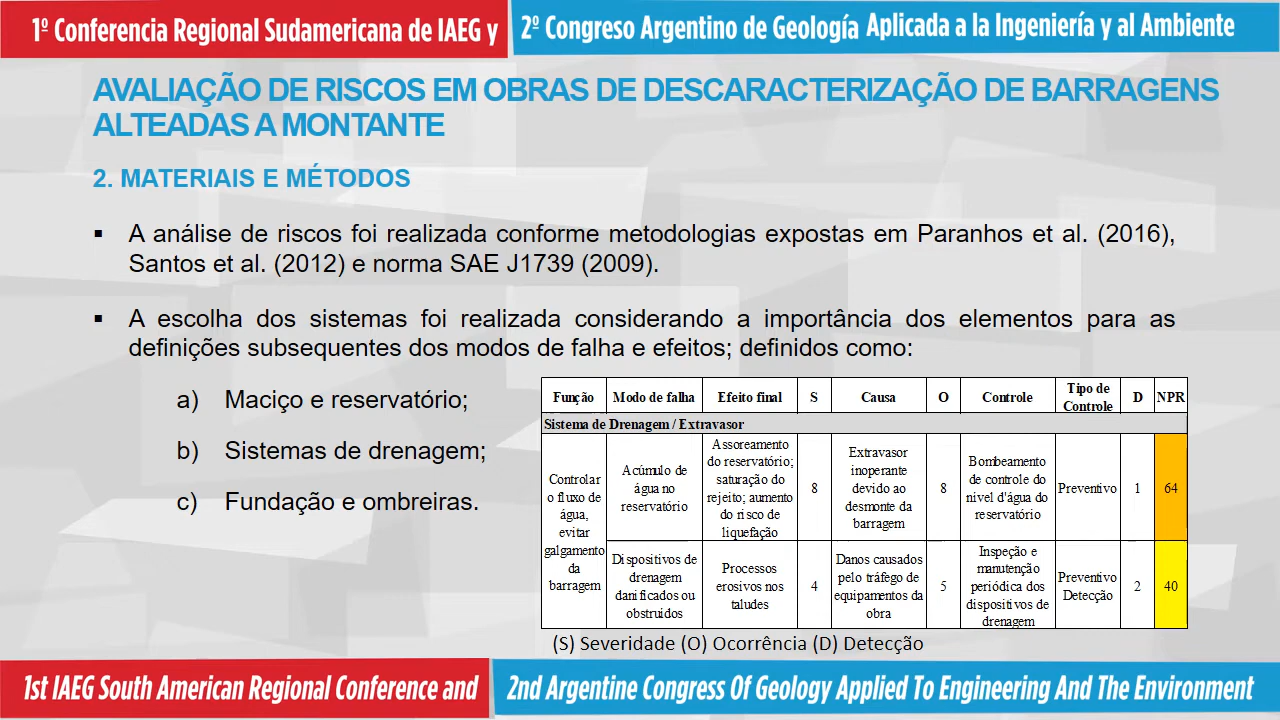 1º Conferencia Regional Sudamericana de IAEG y
2º Congreso Argentino de Geología Aplicada a la Ingeniería y al Ambiente
AVALIAÇÃO DE RISCOS EM OBRAS DE DESCARACTERIZAÇÃO DE BARRAGENS
ALTEADAS A MONTANTE
2. MATERIAIS E MÉTODOS
▪ A análise de riscos foi realizada conforme metodologias expostas em Paranhos et al. (2016),
Santos et al. (2012) e norma SAE J1739 (2009).
▪ A escolha dos sistemas foi realizada considerando a importância dos elementos para as
definições subsequentes dos modos de falha e efeitos; definidos como:
a) Maciço e reservatório;
b) Sistemas de drenagem;
c) Fundação e ombreiras.
Função
Modo de falha
Efeito final
S
Causa
O
Controle
Tipo de
Controle
D
NPR
Sistema de Drenagem / Extravasor
Controlar
o fluxo de
água,
evitar
galgamento
da
barragem
Acúmulo de
água no
reservatório
Assoreamento
do reservatório;
saturação do
rejeito; aumento
do risco de
liquefação
8
Extravasor
inoperante
devido ao
desmonte da
barragem
8
Bombeamento
de controle do
nível d'água do
reservatório
Preventivo
1
64
Dispositivos de
drenagem
danificados ou
obstruidos
Processos
erosivos nos
taludes
4
Danos causados
pelo tráfego de
equipamentos da
obra
5
Inspeção e
manutenção
periódica dos
dispositivos de
drenagem
Preventivo
Detecção
2
40
(S) Severidade (O) Ocorrência (D) Detecção
1st IAEG South American Regional Conference and
2nd Argentine Congress Of Geology Applied To Engineering And The Environment